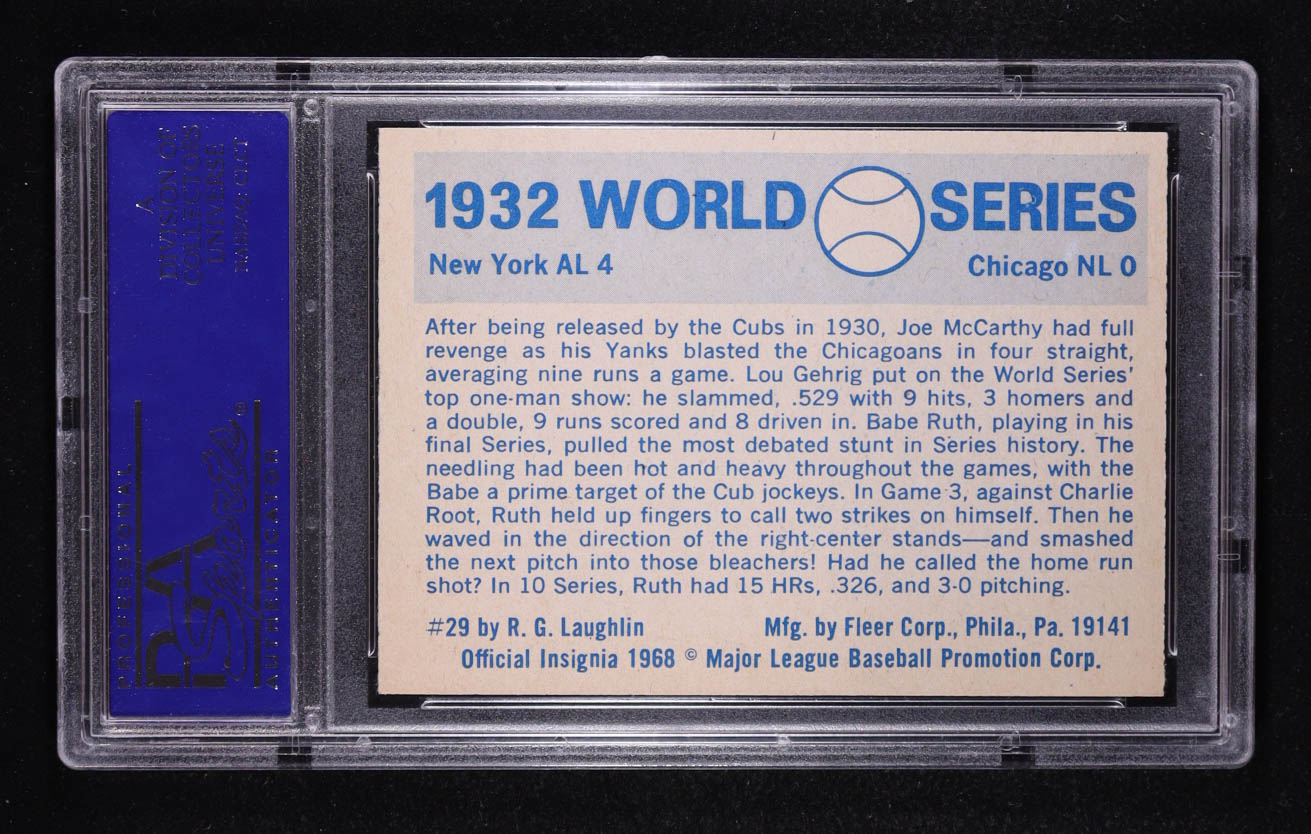 A
DIVISION OF
COLLECTORS
UNIVERSE
NASDAQ: CLCT
PROFESSIONAL
PSA
Sports®
AUTHENTICATOR
1932 WORLD SERIES
New York AL 4 Chicago NL 0
After being released by the Cubs in 1930, Joe McCarthy had full
revenge as his Yanks blasted the Chicagoans in four straight,
averaging nine runs a game. Lou Gehrig put on the World Series'
top one-man show: he slammed, .529 with 9 hits, 3 homers and
a double, 9 runs scored and 8 driven in. Babe Ruth, playing in his
final Series, pulled the most debated stunt in Series history. The
needling had been hot and heavy throughout the games, with the
Babe a prime target of the Cub jockeys. In Game 3, against Charlie
Root, Ruth held up fingers to call two strikes on himself. Then he
waved in the direction of the right-center stands—and smashed
the next pitch into those bleachers! Had he called the home run
shot? In 10 Series, Ruth had 15 HRs, .326, and 3-0 pitching.
#29 by R. G. Laughlin Mfg. by Fleer Corp., Phila., Pa. 19141
Official Insignia 1968 © Major League Baseball Promotion Corp.